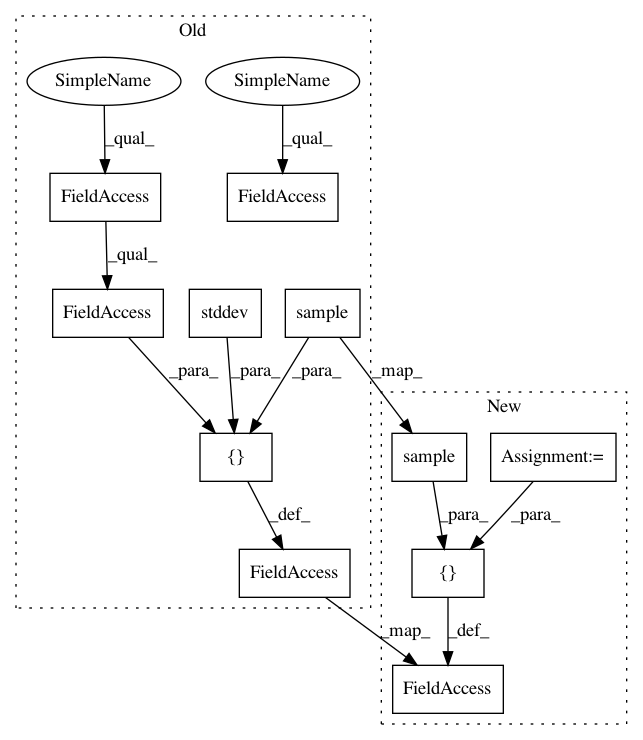 Old
SimpleName
SimpleName
_qual_
_qual_
FieldAccess
FieldAccess
_qual_
FieldAccess
stddev
sample
_para_
_para_
_para_
_map_
New
{}
sample
Assignment:=
_def_
_para_
_para_
FieldAccess
{}
_map_
_def_
FieldAccess